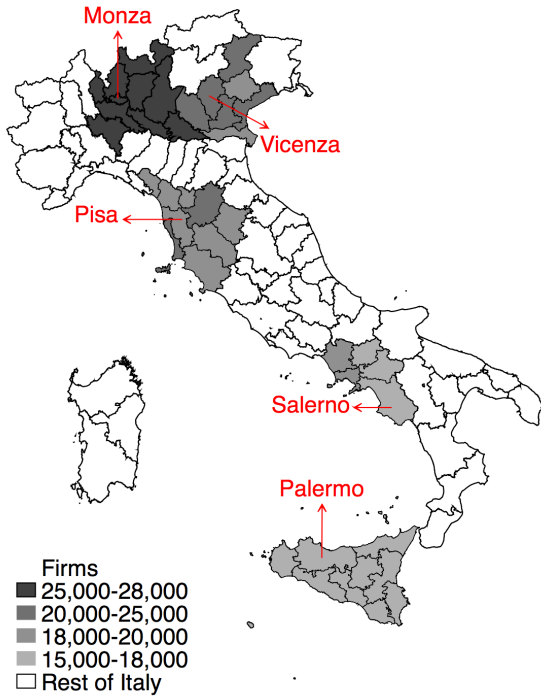 Monza
Vicenza
Pisa
Salerno
Palermo
Firms
25,000-28,000
20,000-25,000
18,000-20,000
15,000-18,000
Rest of Italy